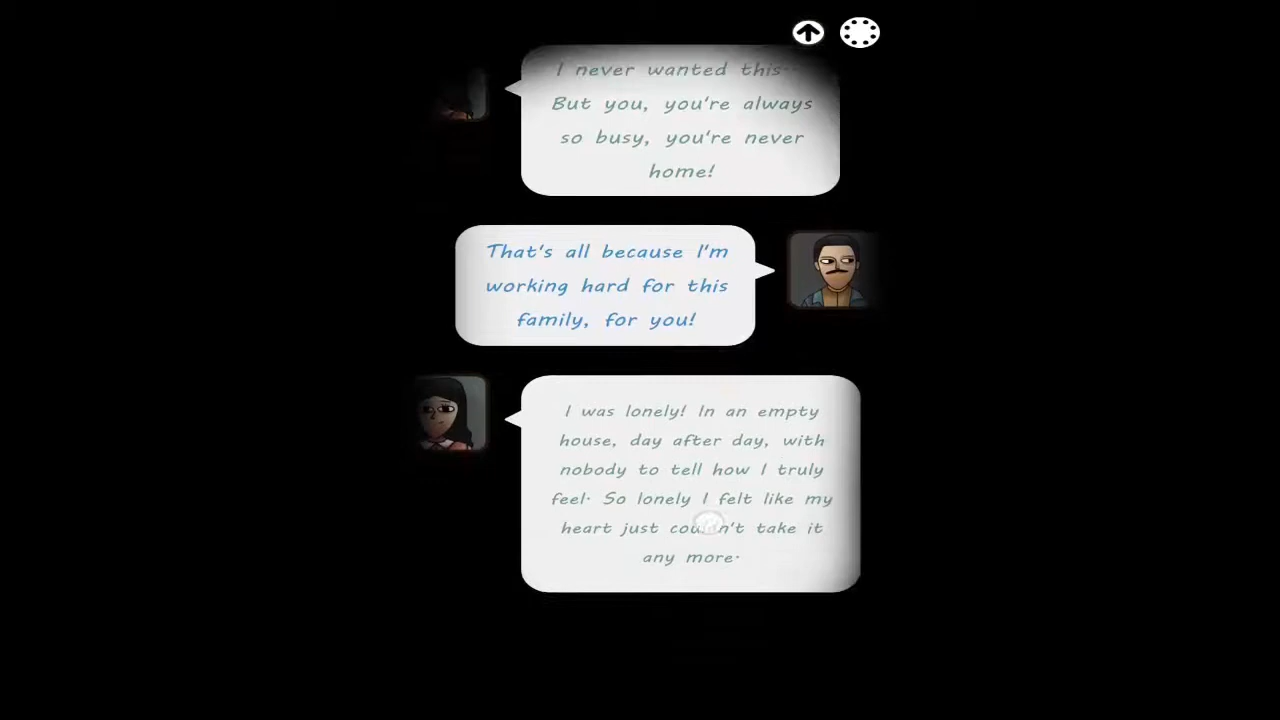 I never wanted this··
But you, you're always
so busy, you're never
home!
That's all because I'm
working hard for this
family, for you!
I was lonely! In an empty
house, day after day, with
nobody to tell how I truly
feel· So lonely I felt like my
heart just couldn't take it
any more·